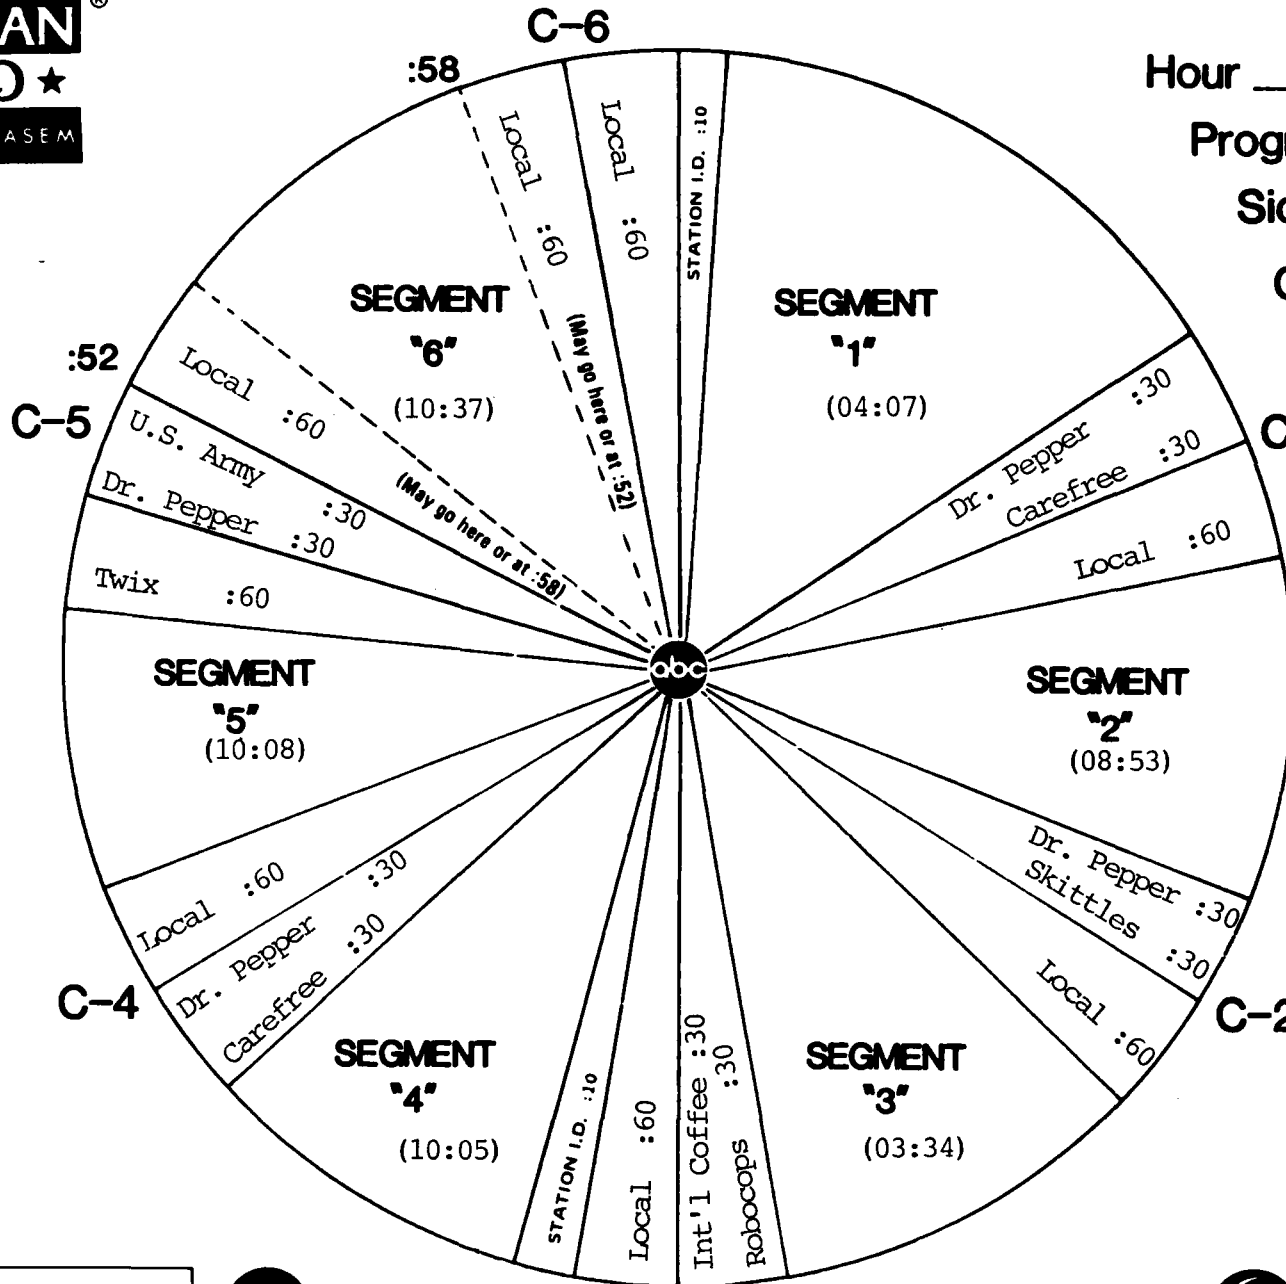 AN ®
★
ASEM
C-6
:58
Hour
Local :60
Local :60
STATION I.D. :10
SEGMENT
"6"
(10:37)
(May go here or at :52)
SEGMENT
"1"
(04:07)
:52
C-5
Local :60
(May go here or at :58)
U.S. Army :30
Dr. Pepper :30
Twix :60
Dr. Pepper :30
Carefree :30
Local :60
abc
SEGMENT
"5"
(10:08)
SEGMENT
"2"
(08:53)
Local :60
Dr. Pepper :30
Carefree :30
C-4
Dr. Pepper :30
Skittles :30
Local :60
C-2
SEGMENT
"4"
(10:05)
STATION I.D. :10
Local :60
Int'l Coffee :30
Robocops :30
SEGMENT
"3"
(03:34)